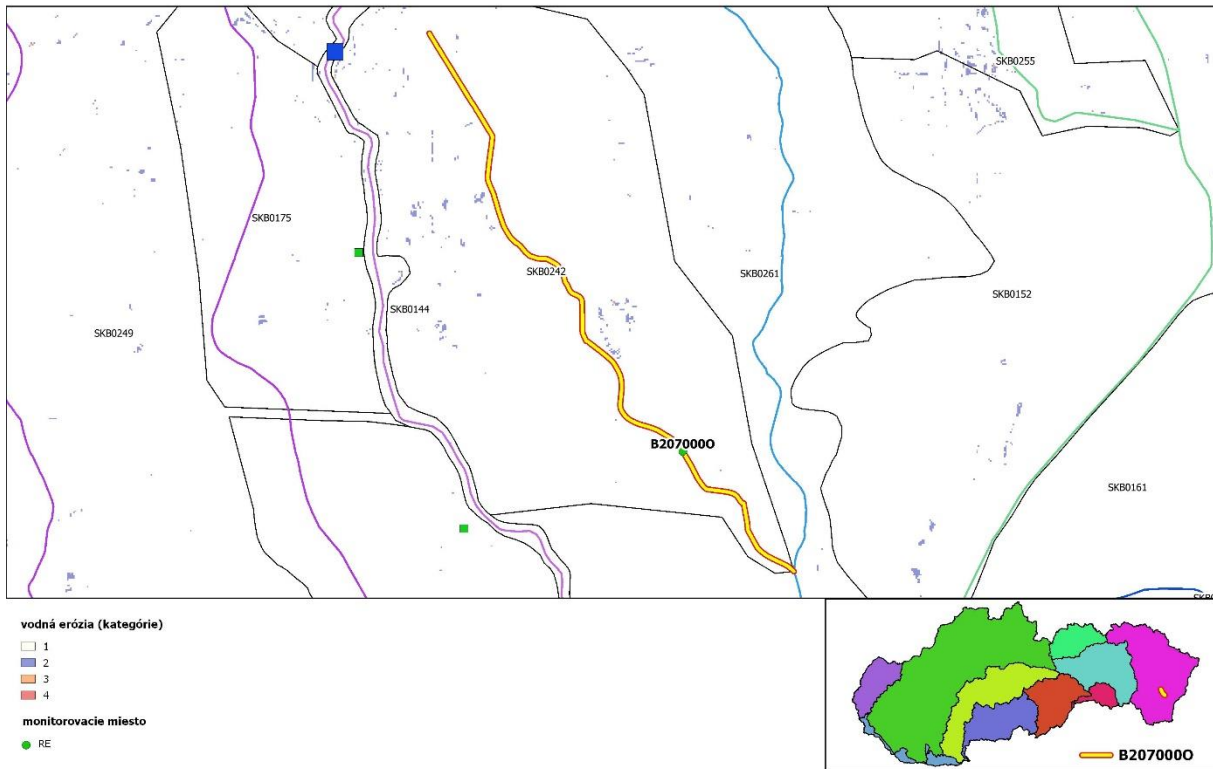 SKB0255
SKB0175
SKB0242
SKB0261
SKB0152
SKB0144
SKB0249
B207000O
SKB0161
vodná erózia (kategórie)
1
2
3
4
monitorovacie miesto
RE
B207000O